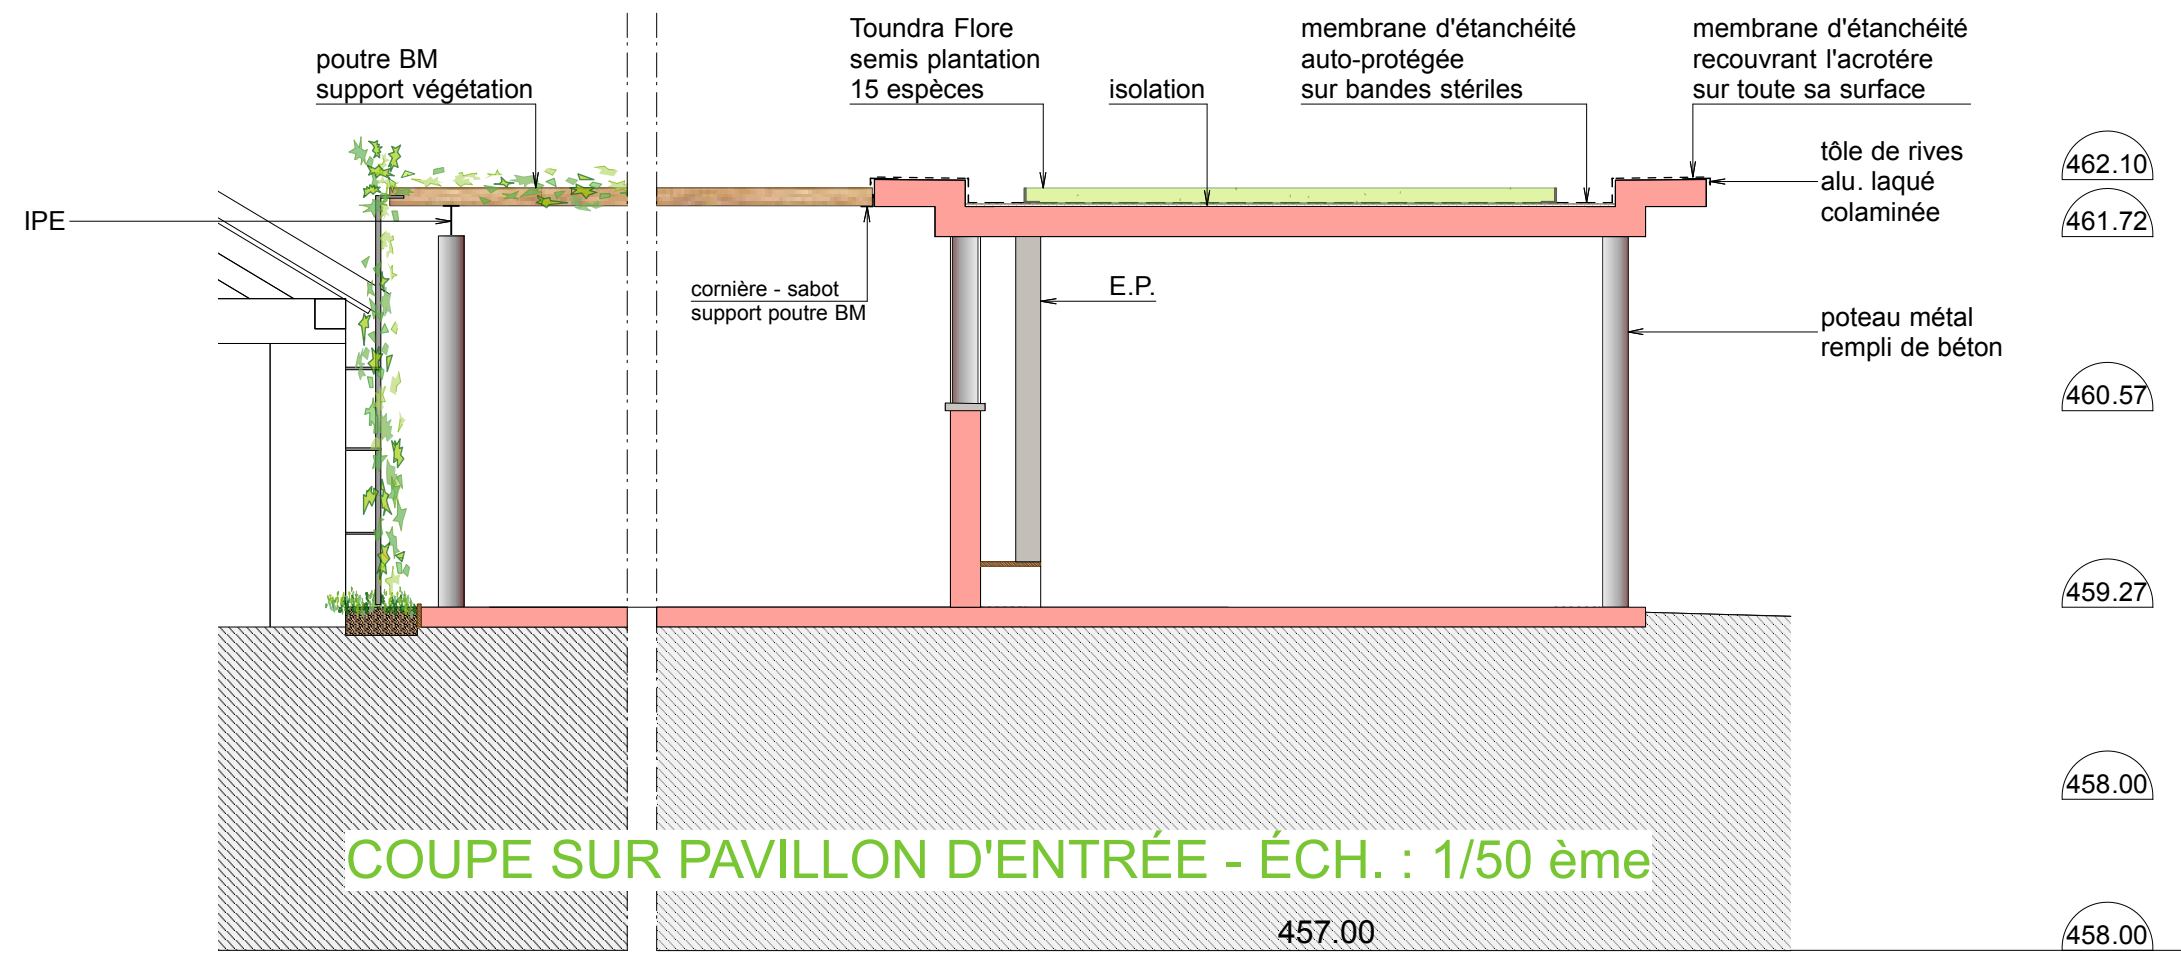 poutre BM
support végétation
Toundra Flore
semis plantation
15 espèces
isolation
membrane d'étanchéité
auto-protégée
sur bandes stériles
membrane d'étanchéité
recouvrant l'acrotére
sur toute sa surface
tôle de rives
alu. laqué
colaminée
462.10
IPE
461.72
cornière - sabot
support poutre BM
E.P.
poteau métal
rempli de béton
460.57
459.27
458.00
COUPE SUR PAVILLON D'ENTRÉE - ÉCH. : 1/50 ème
457.00
458.00